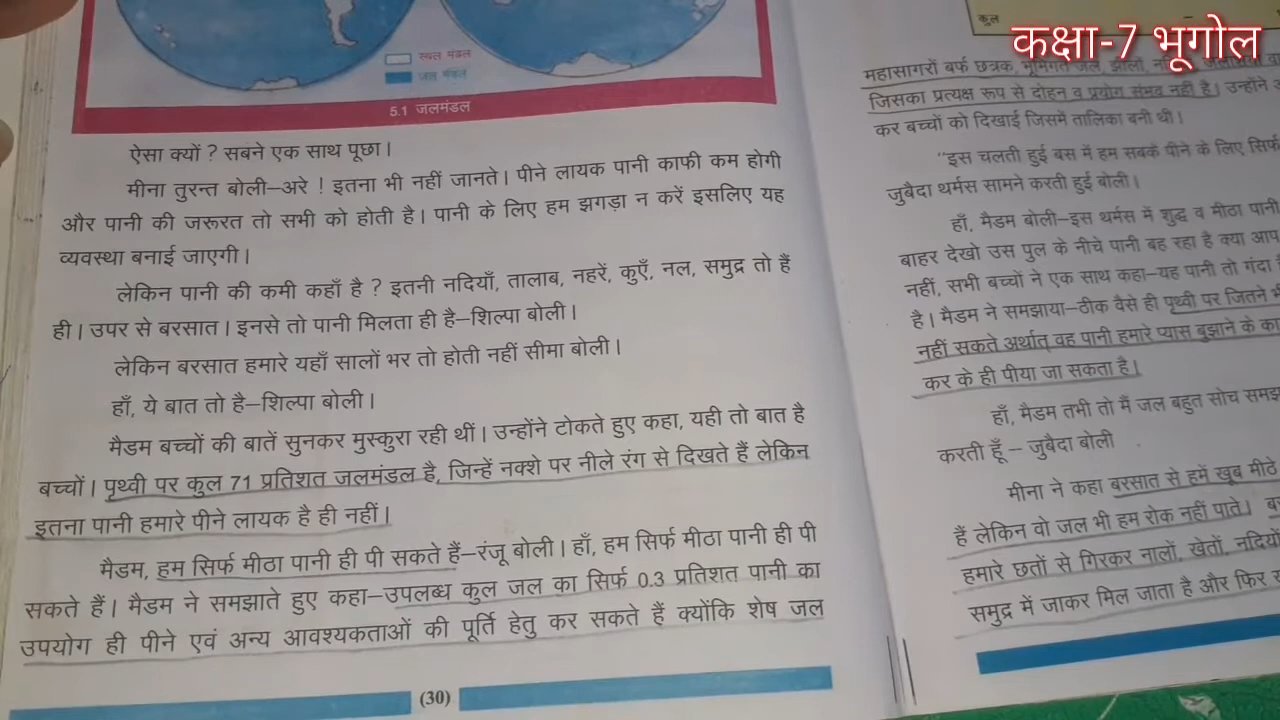 कक्षा-7 भूगोल
स्थल मंडल
जल मंडल
5.1 जलमंडल
ऐसा क्यों ? सबने एक साथ पूछा।
मीना तुरन्त बोली–अरे ! इतना भी नहीं जानते। पीने लायक पानी काफी कम होगी
और पानी की जरूरत तो सभी को होती है। पानी के लिए हम झगड़ा न करें इसलिए यह
व्यवस्था बनाई जाएगी।
लेकिन पानी की कमी कहाँ है ? इतनी नदियाँ, तालाब, नहरें, कुएँ, नल, समुद्र तो हैं
ही। उपर से बरसात। इनसे तो पानी मिलता ही है–शिल्पा बोली।
लेकिन बरसात हमारे यहाँ सालों भर तो होती नहीं सीमा बोली।
हाँ, ये बात तो है–शिल्पा बोली।
मैडम बच्चों की बातें सुनकर मुस्कुरा रही थीं। उन्होंने टोकते हुए कहा, यही तो बात है
बच्चों। पृथ्वी पर कुल 71 प्रतिशत जलमंडल है, जिन्हें नक्शे पर नीले रंग से दिखते हैं लेकिन
इतना पानी हमारे पीने लायक है ही नहीं।
मैडम, हम सिर्फ मीठा पानी ही पी सकते हैं–रंजू बोली। हाँ, हम सिर्फ मीठा पानी ही पी
सकते हैं। मैडम ने समझाते हुए कहा–उपलब्ध कुल जल का सिर्फ 0.3 प्रतिशत पानी का
उपयोग ही पीने एवं अन्य आवश्यकताओं की पूर्ति हेतु कर सकते हैं क्योंकि शेष जल
(30)
कुल
महासागरों बर्फ छत्रक, भूमिगत जल, झीलों,
जिसका प्रत्यक्ष रूप से दोहन व प्रयोग संभव नहीं है। उन्होंने
कर बच्चों को दिखाई जिसमें तालिका बनी थी।
"इस चलती हुई बस में हम सबके पीने के लिए सिर्फ
जुबैदा थर्मस सामने करती हुई बोली।
हाँ, मैडम बोली–इस थर्मस में शुद्ध व मीठा पानी
बाहर देखो उस पुल के नीचे पानी बह रहा है क्या आप
नहीं, सभी बच्चों ने एक साथ कहा–यह पानी तो गंदा
है। मैडम ने समझाया–ठीक वैसे ही पृथ्वी पर जितने
नहीं सकते अर्थात् वह पानी हमारे प्यास बुझाने के
कर के ही पीया जा सकता है।
हाँ, मैडम तभी तो मैं जल बहुत सोच
करती हूँ – जुबैदा बोली
मीना ने कहा बरसात से हमें खूब मीठे
हैं लेकिन वो जल भी हम रोक नहीं पाते।
हमारे छतों से गिरकर नालों, खेतों, नदियों
समुद्र में जाकर मिल जाता है और फिर